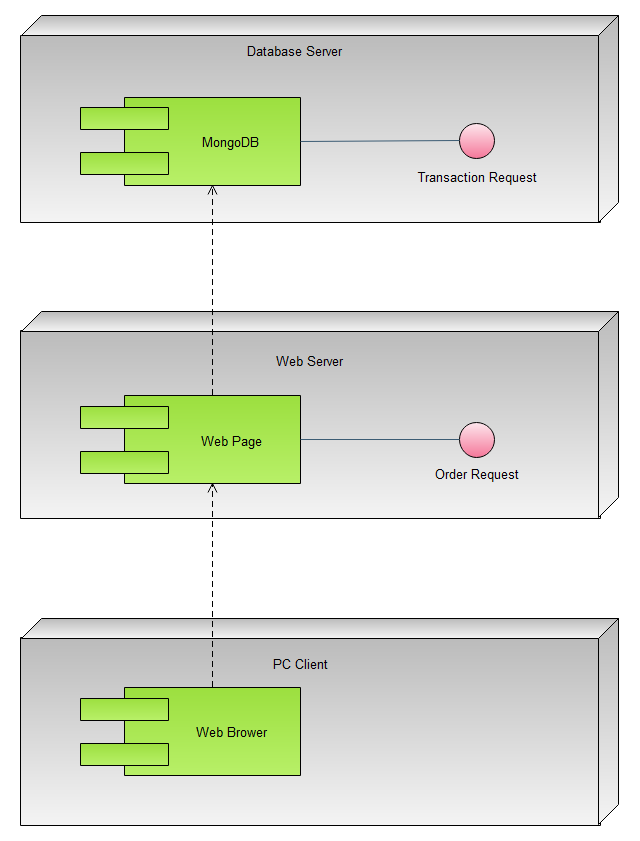 Database Server
MongoDB
Transaction Request
Web Server
Web Page
Order Request
PC Client
Web Brower